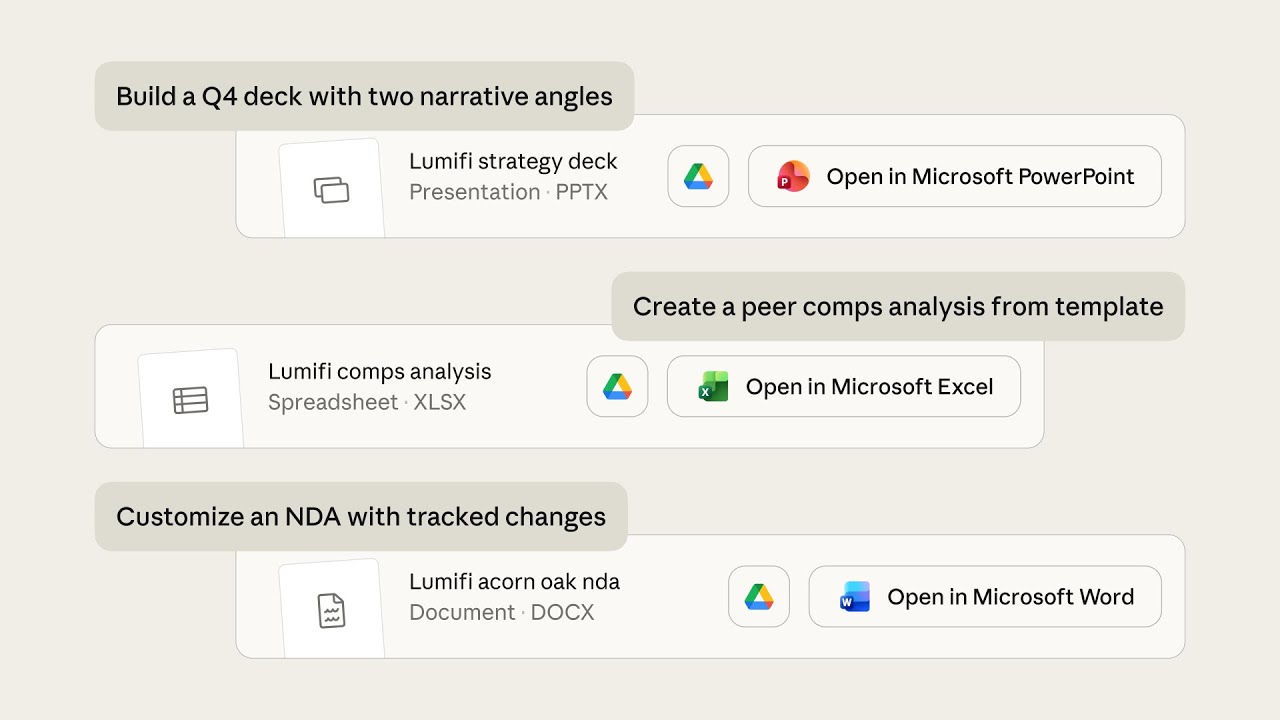 Build a Q4 deck with two narrative angles
Lumifi strategy deck
Presentation · PPTX
P
Open in Microsoft PowerPoint
Create a peer comps analysis from template
Lumifi comps analysis
Spreadsheet · XLSX
X
Open in Microsoft Excel
Customize an NDA with tracked changes
Lumifi acorn oak nda
Document · DOCX
W
Open in Microsoft Word